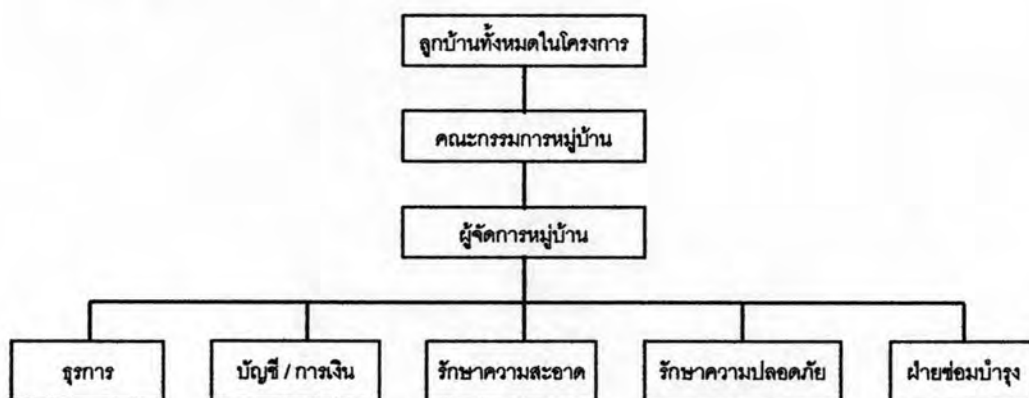 ลูกบ้านทั้งหมดในโครงการ
คณะกรรมการหมู่บ้าน
ผู้จัดการหมู่บ้าน
ธุรการ
บัญชี / การเงิน
รักษาความสะอาด
รักษาความปลอดภัย
ฝ่ายซ่อมบำรุง